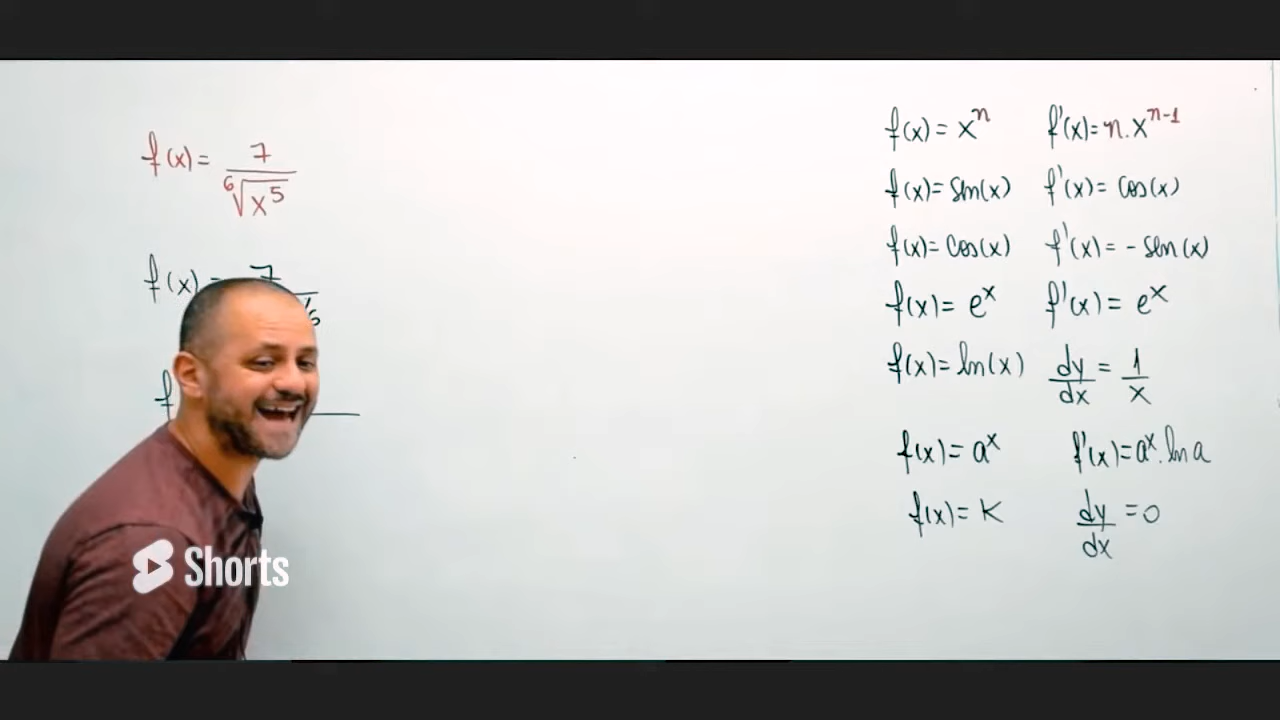 f(x) = 7 / ⁶√x⁵
f(x) = 7
f
f(x) = xⁿ f'(x) = n.xⁿ⁻¹
f(x) = sen(x) f'(x) = cos(x)
f(x) = cos(x) f'(x) = - sen(x)
f(x) = eˣ f'(x) = eˣ
f(x) = ln(x) dy/dx = 1/x
f(x) = aˣ f'(x) = aˣ.ln a
f(x) = K dy/dx = 0
Shorts